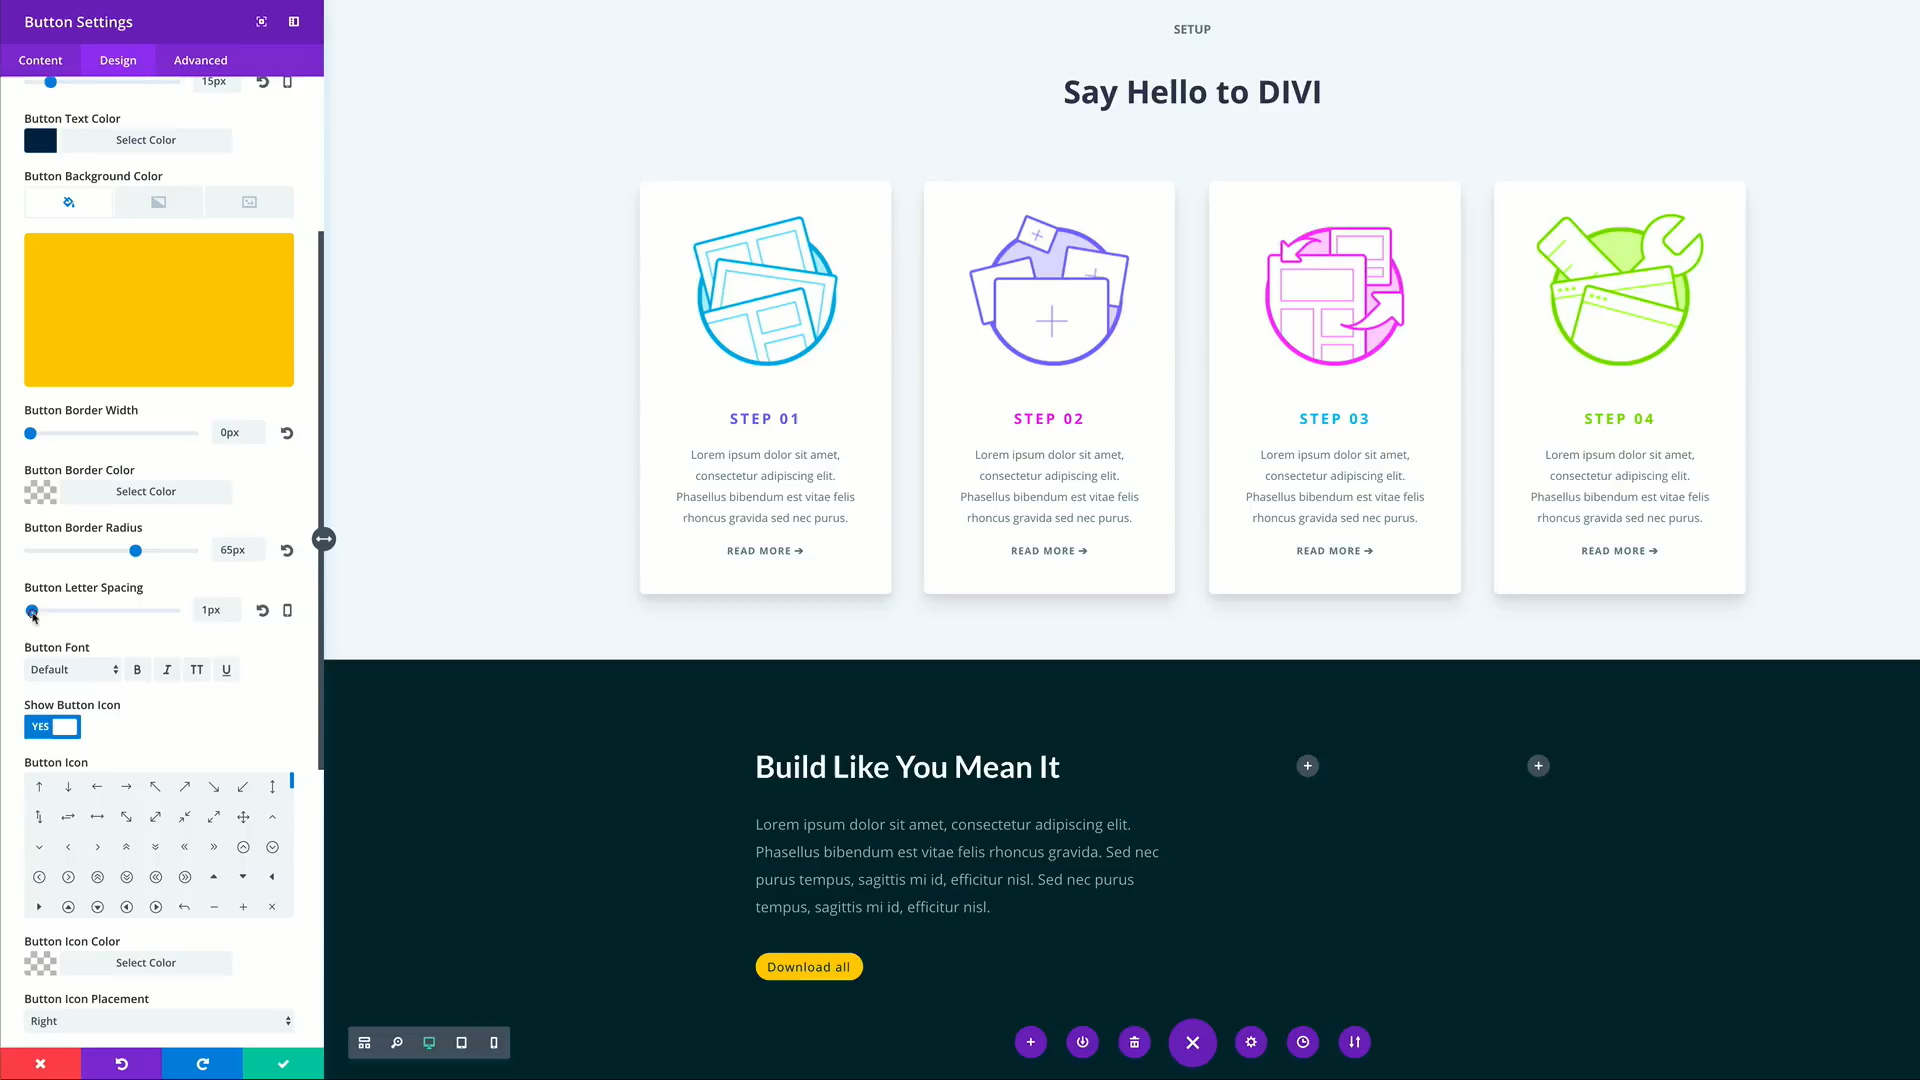 Button Settings
Content
Design
Advanced
15px
Button Text Color
Select Color
Button Background Color
Button Border Width
0px
Button Border Color
Select Color
Button Border Radius
65px
Button Letter Spacing
1px
Button Font
Default
B
I
TT
U
Show Button Icon
YES
Button Icon
Button Icon Color
Select Color
Button Icon Placement
Right
SETUP
Say Hello to DIVI
STEP 01
Lorem ipsum dolor sit amet,
consectetur adipiscing elit.
Phasellus bibendum est vitae felis
rhoncus gravida sed nec purus.
READ MORE ➔
STEP 02
Lorem ipsum dolor sit amet,
consectetur adipiscing elit.
Phasellus bibendum est vitae felis
rhoncus gravida sed nec purus.
READ MORE ➔
STEP 03
Lorem ipsum dolor sit amet,
consectetur adipiscing elit.
Phasellus bibendum est vitae felis
rhoncus gravida sed nec purus.
READ MORE ➔
STEP 04
Lorem ipsum dolor sit amet,
consectetur adipiscing elit.
Phasellus bibendum est vitae felis
rhoncus gravida sed nec purus.
READ MORE ➔
Build Like You Mean It
Lorem ipsum dolor sit amet, consectetur adipiscing elit.
Phasellus bibendum est vitae felis rhoncus gravida. Sed nec
purus tempus, sagittis mi id, efficitur nisl. Sed nec purus
tempus, sagittis mi id, efficitur nisl.
Download all